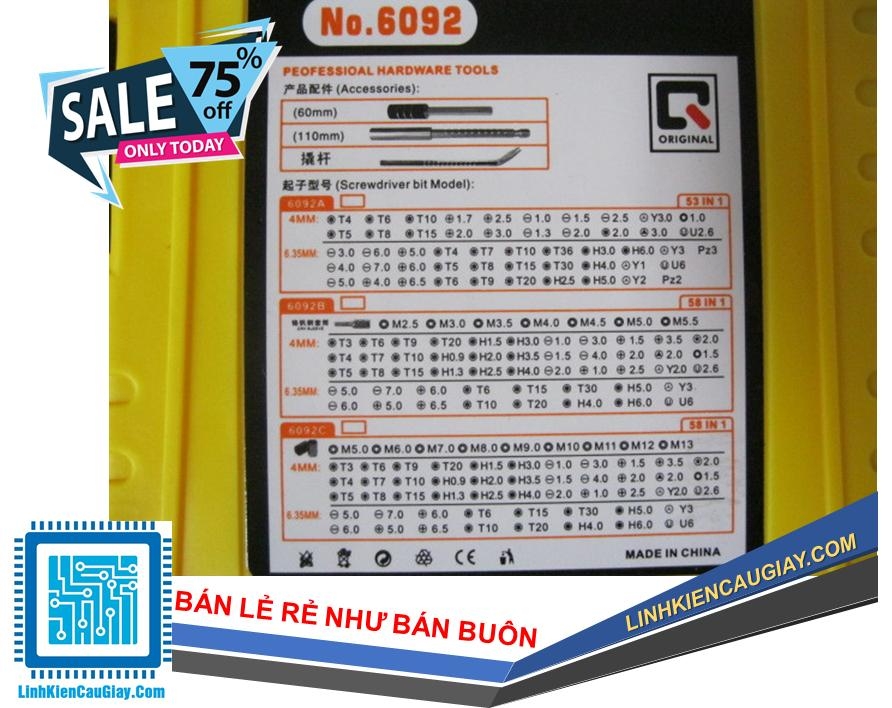 No.6092
SALE 75% off
ONLY TODAY
PEOFESSIOAL HARDWARE TOOLS
产品配件 (Accessories):
(60mm)
(110mm)
撬杆
ORIGINAL
起子型号 (Screwdriver bit Model):
6092A 53 IN 1
4MM: T4 T6 T10 1.7 2.5 1.0 1.5 2.5 Y3.0 1.0
T5 T8 T15 2.0 3.0 1.3 2.0 2.0 3.0 U2.6
6.35MM: 3.0 6.0 5.0 T4 T7 T10 T36 H3.0 H6.0 Y3 Pz3
4.0 7.0 6.0 T5 T8 T15 T30 H4.0 Y1 U6
5.0 4.0 6.5 T6 T9 T20 H2.5 H5.0 Y2 Pz2
6092B 58 IN 1
M2.5 M3.0 M3.5 M4.0 M4.5 M5.0 M5.5
4MM: T3 T6 T9 T20 H1.5 H3.0 1.0 3.0 1.5 3.5 2.0
T4 T7 T10 H0.9 H2.0 H3.5 1.5 4.0 2.0 2.0 1.5
T5 T8 T15 H1.3 H2.5 H4.0 2.0 1.0 2.5 Y2.0 2.6
6.35MM: 5.0 7.0 6.0 T6 T15 T30 H5.0 Y3
6.0 5.0 6.5 T10 T20 H4.0 H6.0 U6
6092C 58 IN 1
M5.0 M6.0 M7.0 M8.0 M9.0 M10 M11 M12 M13
4MM: T3 T6 T9 T20 H1.5 H3.0 1.0 3.0 1.5 3.5 2.0
T4 T7 T10 H0.9 H2.0 H3.5 1.5 4.0 2.0 2.0 1.5
T5 T8 T15 H1.3 H2.5 H4.0 2.0 1.0 2.5 Y2.0 2.6
6.35MM: 5.0 7.0 6.0 T6 T15 T30 H5.0 Y3
6.0 5.0 6.5 T10 T20 H4.0 H6.0 U6
CE
MADE IN CHINA
BÁN LẺ RẺ NHƯ BÁN BUÔN
LINHKIENCAUGIAY.COM
LinhKienCauGiay.Com